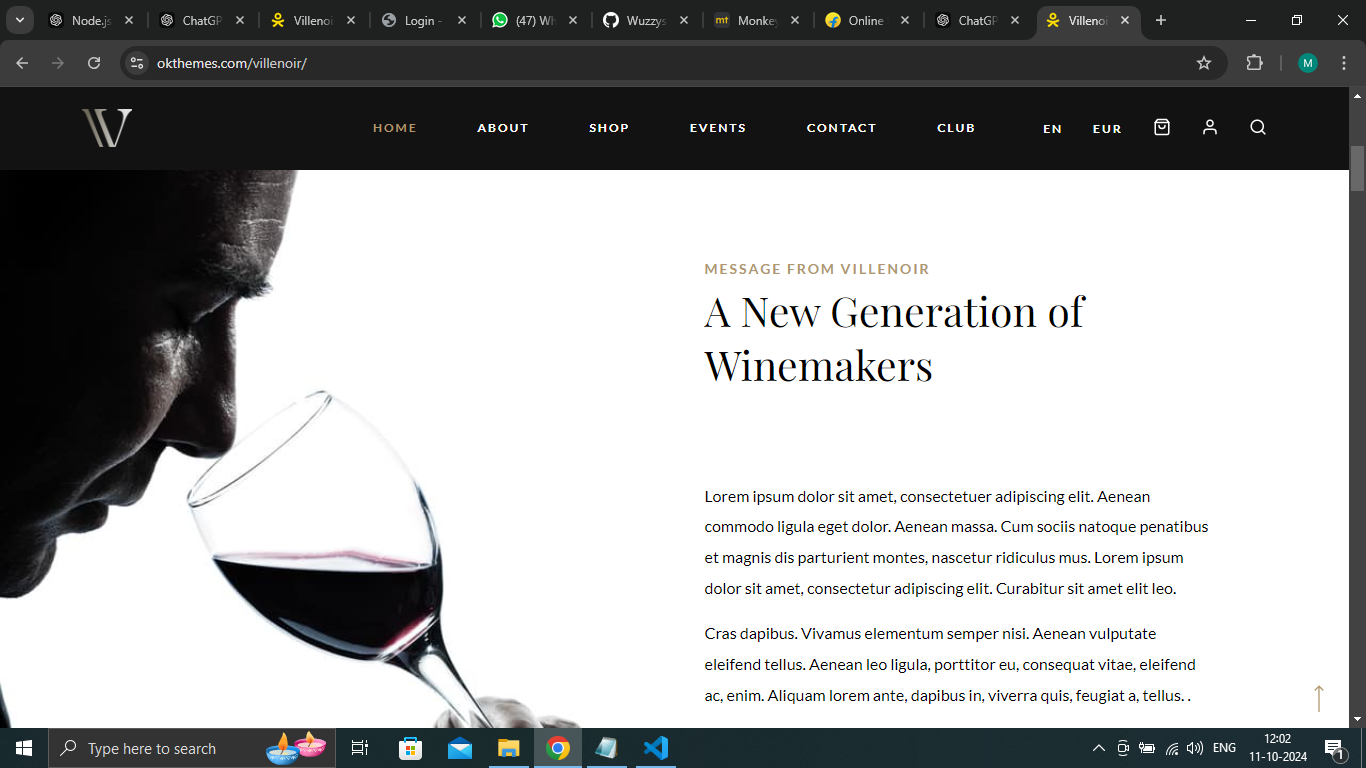 Node.js
ChatGP
Villenoi
Login -
(47) Wh
Wuzzys
Monkey
Online
ChatGP
Villenoi
okthemes.com/villenoir/
M
V
HOME
ABOUT
SHOP
EVENTS
CONTACT
CLUB
EN
EUR
MESSAGE FROM VILLENOIR
A New Generation of
Winemakers
Lorem ipsum dolor sit amet, consectetuer adipiscing elit. Aenean
commodo ligula eget dolor. Aenean massa. Cum sociis natoque penatibus
et magnis dis parturient montes, nascetur ridiculus mus. Lorem ipsum
dolor sit amet, consectetur adipiscing elit. Curabitur sit amet elit leo.
Cras dapibus. Vivamus elementum semper nisi. Aenean vulputate
eleifend tellus. Aenean leo ligula, porttitor eu, consequat vitae, eleifend
ac, enim. Aliquam lorem ante, dapibus in, viverra quis, feugiat a, tellus. .
Type here to search
ENG
12:02
11-10-2024
1